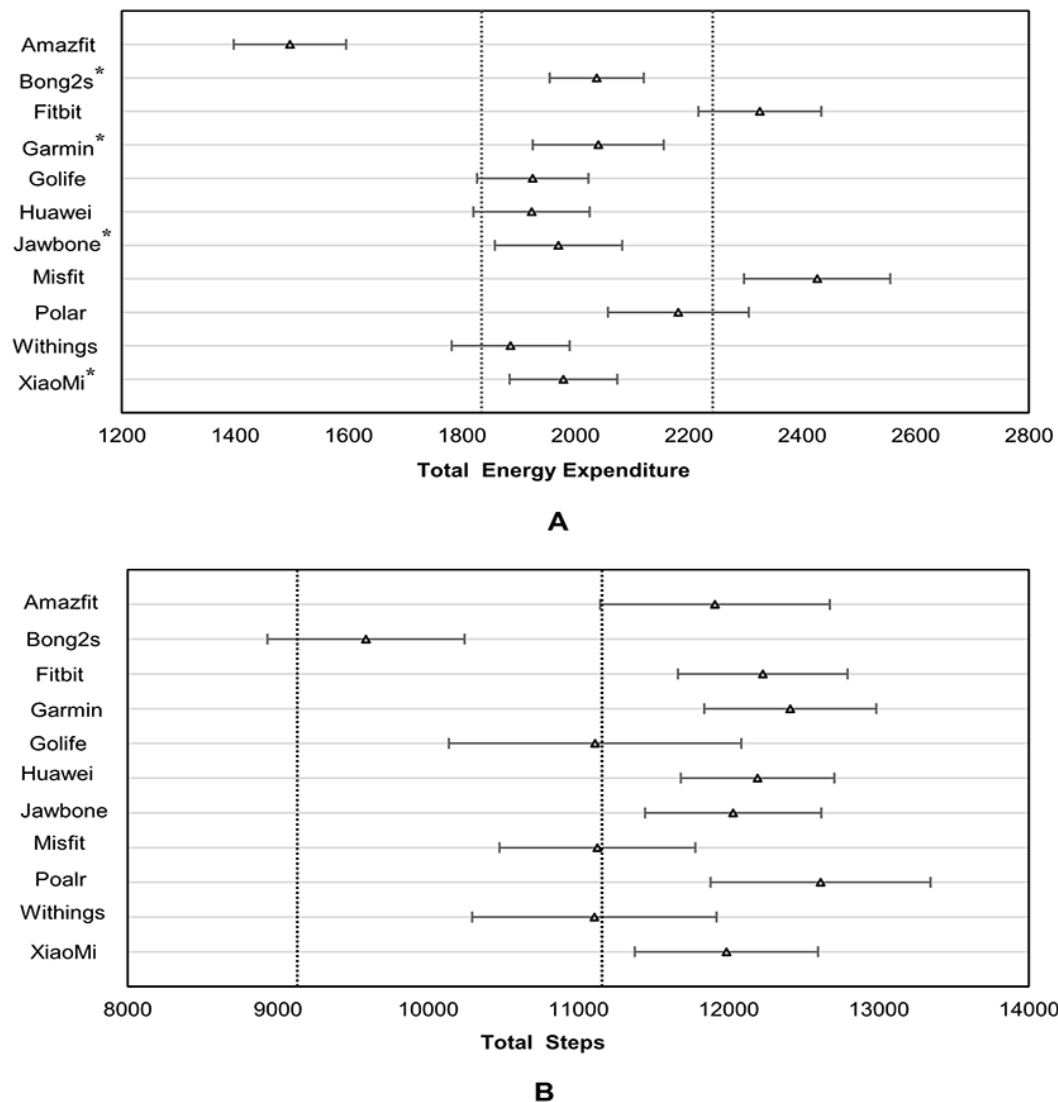 Amazfit
Bong2s*
Fitbit
Garmin*
Golife
Huawei
Jawbone*
Misfit
Polar
Withings
XiaoMi*
1200 1400 1600 1800 2000 2200 2400 2600 2800
Total Energy Expenditure
A
Amazfit
Bong2s
Fitbit
Garmin
Golife
Huawei
Jawbone
Misfit
Poalr
Withings
XiaoMi
8000 9000 10000 11000 12000 13000 14000
Total Steps
B